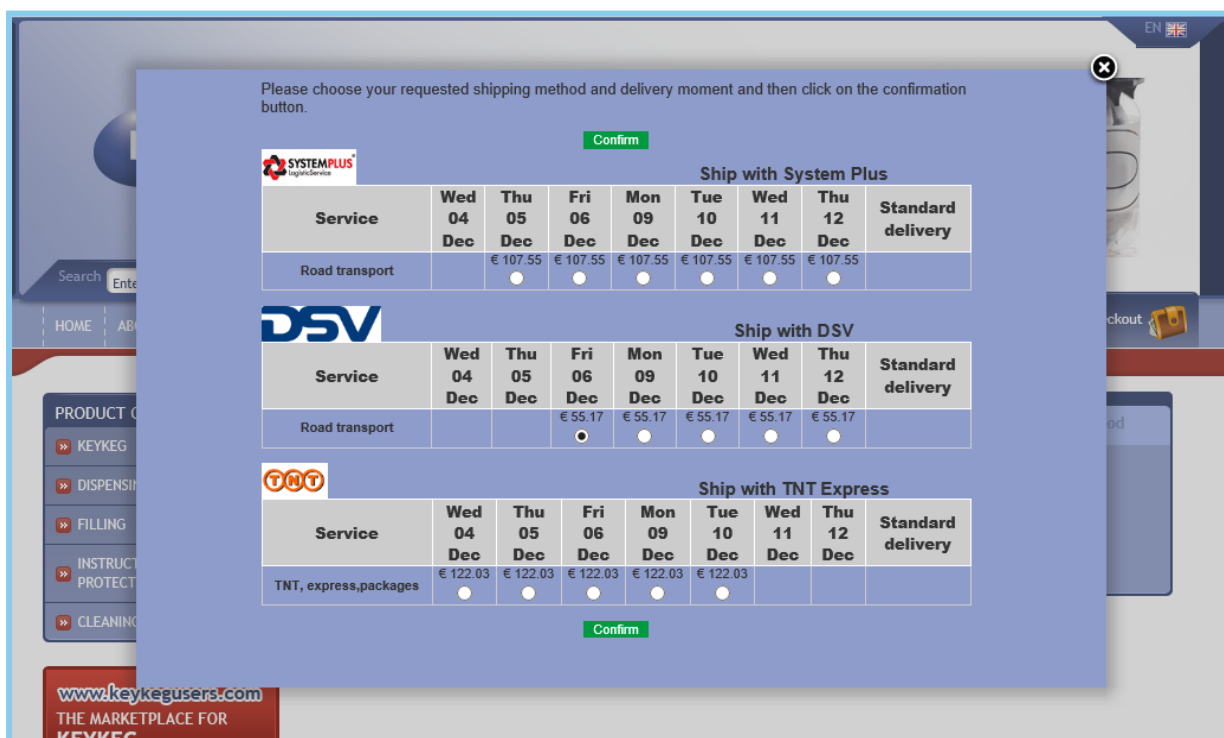 EN
Please choose your requested shipping method and delivery moment and then click on the confirmation
button.
Confirm
SYSTEMPLUS
LogisticService
Ship with System Plus
Service Wed 04 Dec Thu 05 Dec Fri 06 Dec Mon 09 Dec Tue 10 Dec Wed 11 Dec Thu 12 Dec Standard delivery
Road transport € 107.55 € 107.55 € 107.55 € 107.55 € 107.55 € 107.55
Search Ente
HOME AB
ckout
DSV
Ship with DSV
Service Wed 04 Dec Thu 05 Dec Fri 06 Dec Mon 09 Dec Tue 10 Dec Wed 11 Dec Thu 12 Dec Standard delivery
Road transport € 55.17 € 55.17 € 55.17 € 55.17 € 55.17
TNT
Ship with TNT Express
Service Wed 04 Dec Thu 05 Dec Fri 06 Dec Mon 09 Dec Tue 10 Dec Wed 11 Dec Thu 12 Dec Standard delivery
TNT, express,packages € 122.03 € 122.03 € 122.03 € 122.03 € 122.03
Confirm
PRODUCT
KEYKEG
DISPENSIN
FILLING
INSTRUCT
PROTECT
CLEANING
od
www.keykegusers.com
THE MARKETPLACE FOR
KEYKEG